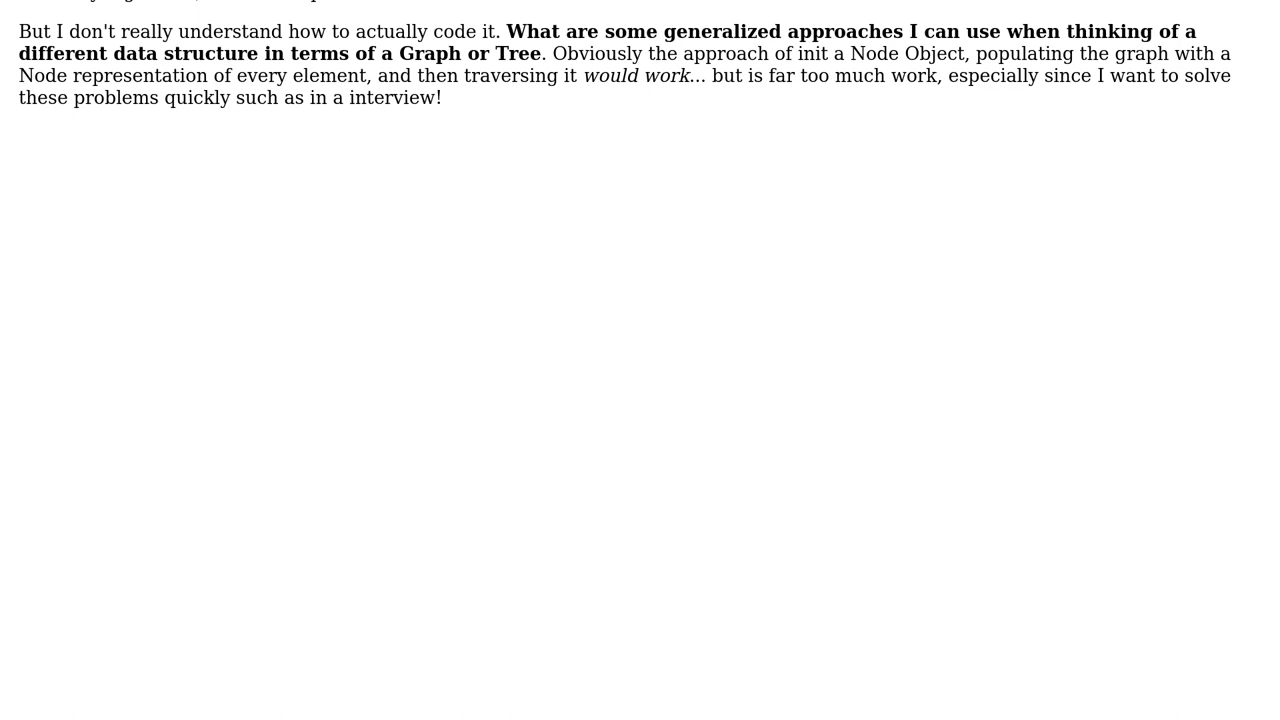 But I don't really understand how to actually code it. What are some generalized approaches I can use when thinking of a
different data structure in terms of a Graph or Tree. Obviously the approach of init a Node Object, populating the graph with a
Node representation of every element, and then traversing it would work... but is far too much work, especially since I want to solve
these problems quickly such as in a interview!